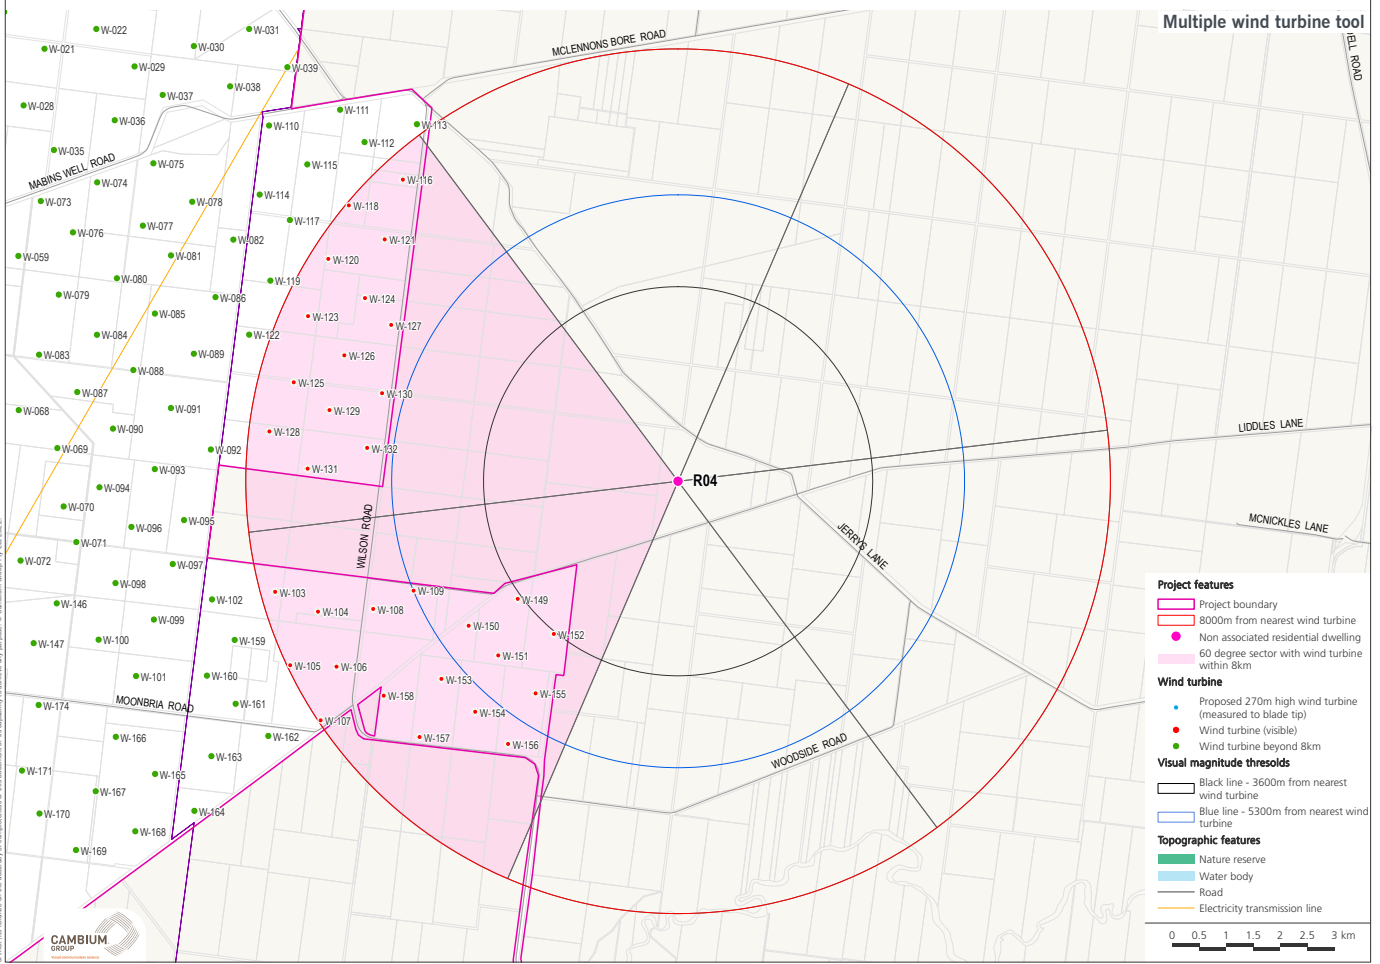 Multiple wind turbine tool
W-022
W-031
MCLENNONS BORE ROAD
W-021
W-030
W-029
W-039
W-038
W-037
W-028
W-036
W-111
W-110
W-113
W-112
W-035
MABINS WELL ROAD
W-075
W-115
W-074
W-116
W-073
W-078
W-114
W-118
W-076
W-077
W-082
W-117
W-121
W-059
W-081
W-120
W-080
W-119
W-079
W-086
W-124
W-085
W-123
W-127
W-084
W-122
W-083
W-089
W-126
W-088
W-125
W-087
W-130
W-068
W-091
W-129
W-090
W-128
LIDDLES LANE
W-069
W-092
W-132
W-093
W-131
R04
W-094
W-070
W-095
W-096
WILSON ROAD
MCNICKLES LANE
W-071
JERRYS LANE
W-072
W-097
W-098
W-103
W-109
W-146
W-102
W-104
W-108
W-149
W-099
W-150
W-147
W-100
W-159
W-152
W-151
W-105
W-106
W-101
W-160
W-153
W-155
W-158
W-174
MOONBRIA ROAD
W-161
W-107
W-154
W-166
W-162
W-157
W-156
WOODSIDE ROAD
W-163
W-171
W-165
W-167
W-170
W-164
W-168
W-169
CAMBIUM
GROUP
Project features
Project boundary
8000m from nearest wind turbine
Non associated residential dwelling
60 degree sector with wind turbine
within 8km
Wind turbine
Proposed 270m high wind turbine
(measured to blade tip)
Wind turbine (visible)
Wind turbine beyond 8km
Visual magnitude thresolds
Black line - 3600m from nearest
wind turbine
Blue line - 5300m from nearest wind
turbine
Topographic features
Nature reserve
Water body
Road
Electricity transmission line
0 0.5 1 1.5 2 2.5 3 km